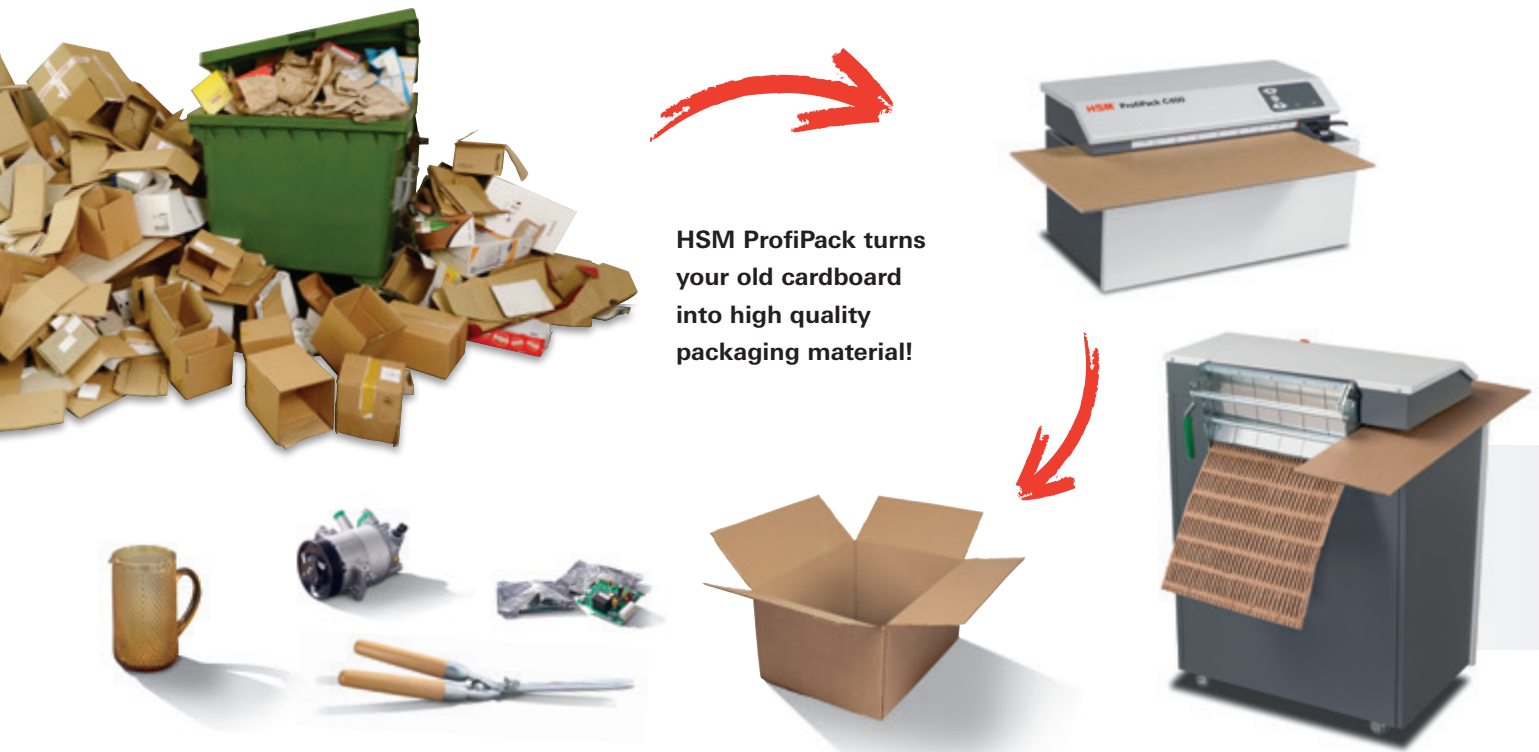 HSM ProfiPack C400
HSM ProfiPack turns
your old cardboard
into high quality
packaging material!